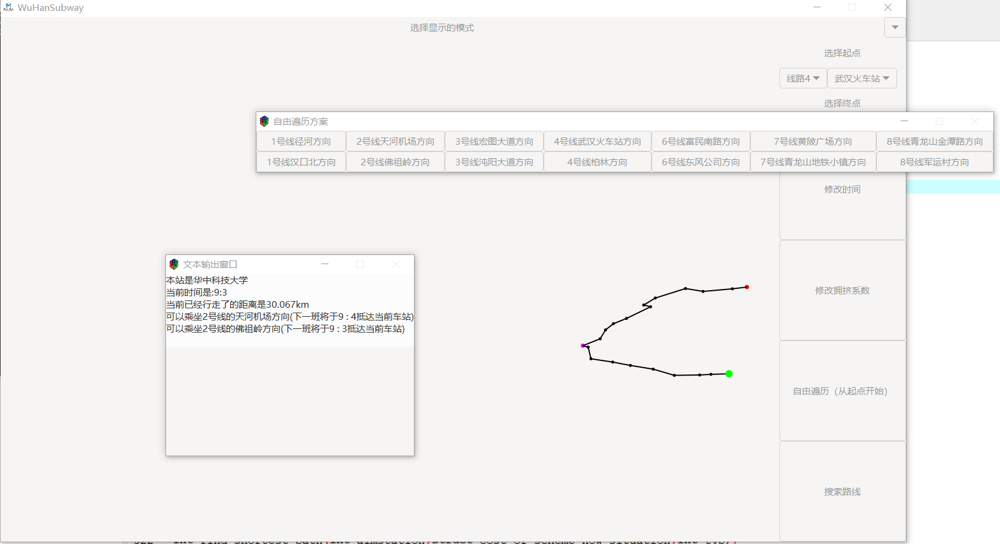 WuHanSubway
选择显示的模式
选择起点
线路4 武汉火车站
选择终点
自由遍历方案
1号线径河方向 2号线天河机场方向 3号线宏图大道方向 4号线武汉火车站方向 6号线富民南路方向 7号线黄陂广场方向 8号线青龙山金潭路方向
1号线汉口北方向 2号线佛祖岭方向 3号线沌阳大道方向 4号线柏林方向 6号线东风公司方向 7号线青龙山地铁小镇方向 8号线军运村方向
修改时间
文本输出窗口
本站是华中科技大学
当前时间是:9:3
当前已经行走了的距离是30.067km
可以乘坐2号线的天河机场方向(下一班将于9 : 4抵达当前车站)
可以乘坐2号线的佛祖岭方向(下一班将于9 : 3抵达当前车站)
修改拥挤系数
自由遍历（从起点开始）
搜索路线